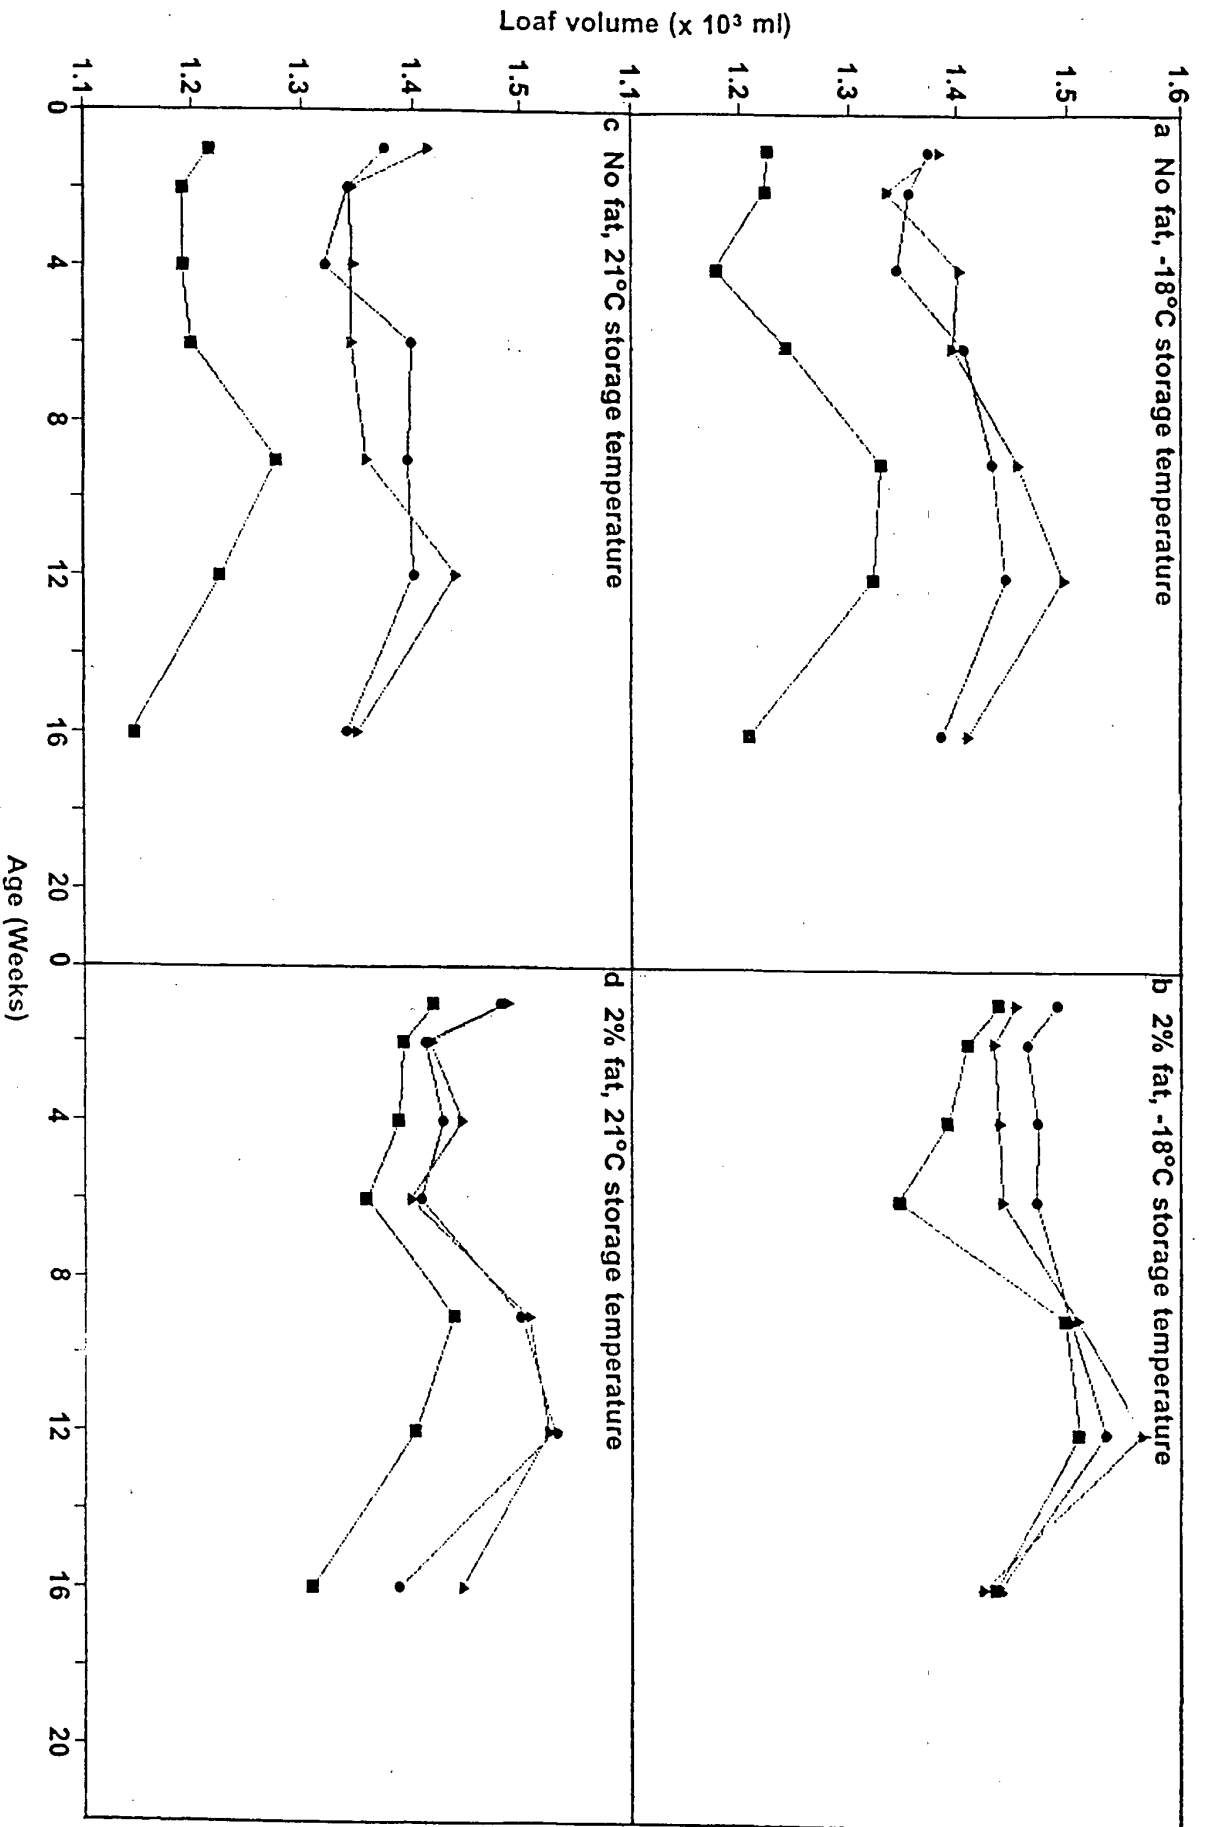 Loaf volume (x 10³ ml)
1.6
1.5
1.4
1.3
1.2
1.1
a No fat, -18°C storage temperature
b 2% fat, -18°C storage temperature
1.5
1.4
1.3
1.2
1.1
c No fat, 21°C storage temperature
d 2% fat, 21°C storage temperature
0 4 8 12 16 20 0 4 8 12 16 20
Age (Weeks)